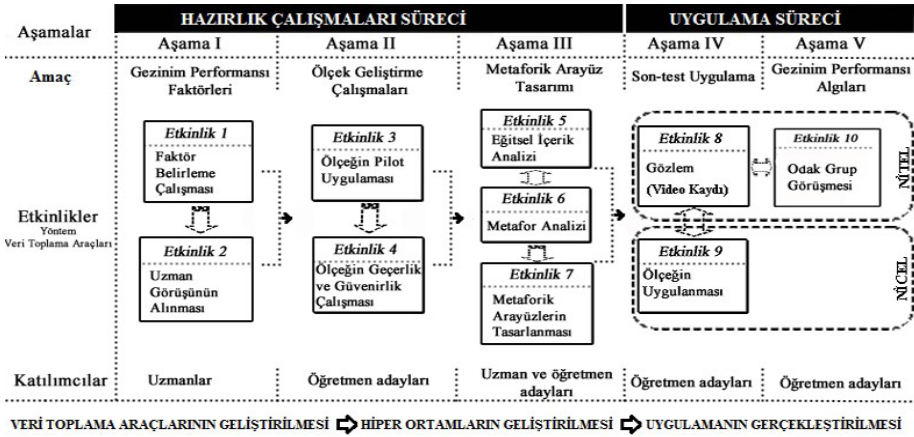 HAZIRLIK ÇALIŞMALARI SÜRECİ
UYGULAMA SÜRECİ
Aşamalar
Aşama I
Aşama II
Aşama III
Aşama IV
Aşama V
Amaç
Gezinim Performansı
Faktörleri
Ölçek Geliştirme
Çalışmaları
Metaforik Arayüz
Tasarımı
Son-test Uygulama
Gezinim Performansı
Algıları
Etkinlikler
Yöntem
Veri Toplama Araçları
Etkinlik 1
Faktör
Belirleme
Çalışması
Etkinlik 2
Uzman
Görüşünün
Alınması
Etkinlik 3
Ölçeğin Pilot
Uygulaması
Etkinlik 4
Ölçeğin Geçerlik
ve Güvenirlik
Çalışması
Etkinlik 5
Eğitsel İçerik
Analizi
Etkinlik 6
Metafor Analizi
Etkinlik 7
Metaforik
Arayüzlerin
Tasarlanması
Etkinlik 8
Gözlem
(Video Kaydı)
Etkinlik 10
Odak Grup
Görüşmesi
NİTEL
Etkinlik 9
Ölçeğin
Uygulanması
NİCEL
Katılımcılar
Uzmanlar
Öğretmen adayları
Uzman ve öğretmen
adayları
Öğretmen adayları
Öğretmen adayları
VERİ TOPLAMA ARAÇLARININ GELİŞTİRİLMESİ HİPER ORTAMLARIN GELİŞTİRİLMESİ UYGULAMANIN GERÇEKLEŞTİRİLMESİ